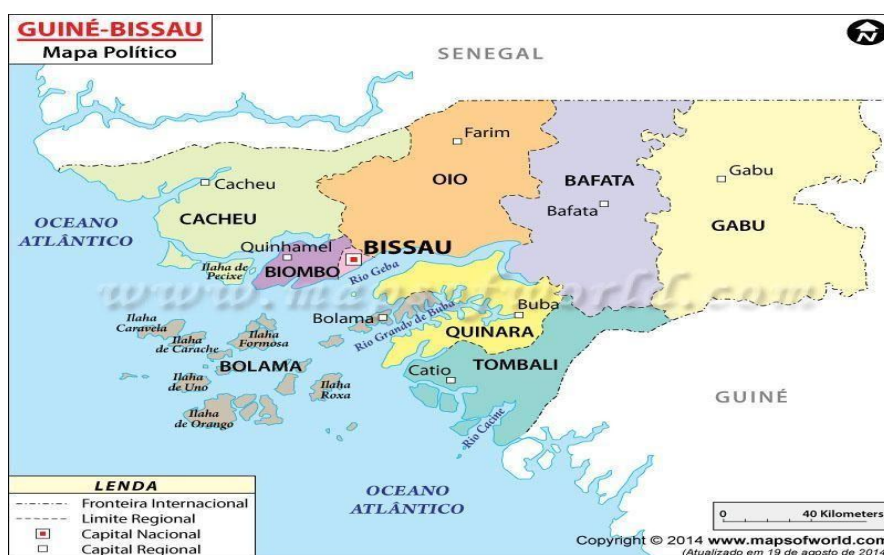 GUINÉ-BISSAU
Mapa Político
N
SENEGAL
Farim
OIO
BAFATA
Gabu
Cacheu
Bafata
CACHEU
GABU
OCEANO
ATLÂNTICO
Quinhamel
BISSAU
BIOMBO
Ilaha de
Pecixe
Rio Geba
www.mapsofworld.com
Ilaha
Caravela
Ilaha
de Carache
Ilaha
Formosa
Bolama
Rio Grandv de Buba
Buba
QUINARA
BOLAMA
TOMBALI
Ilaha
de Uno
Ilaha
Roxa
Catio
Ilaha
de Orango
GUINÉ
Rio Cacine
OCEANO
ATLÂNTICO
LENDA
Fronteira Internacional
Limite Regional
Capital Nacional
Capital Regional
0 40 Kilometers
Copyright © 2014 www.mapsofworld.com
(Atualizado em 19 de agosto de 2014